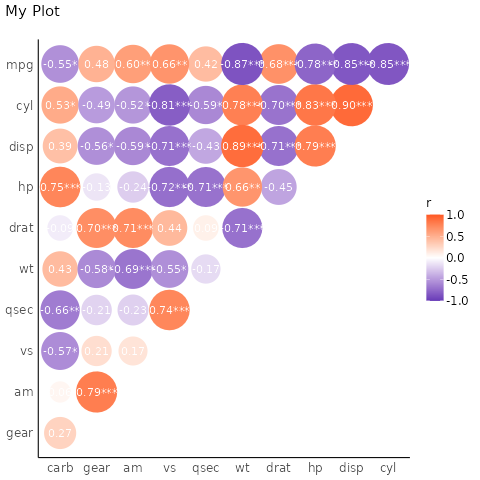 My Plot
mpg -0.55* 0.48 0.60** 0.66** 0.42 -0.87*** 0.68*** -0.78*** -0.85*** -0.85***
cyl 0.53* -0.49 -0.52* -0.81*** -0.59* 0.78*** -0.70*** 0.83*** 0.90***
disp 0.39 -0.56* -0.59* -0.71*** -0.43 0.89*** -0.71*** 0.79***
hp 0.75*** -0.13 -0.24 -0.72*** -0.71*** 0.66** -0.45
drat 0.70*** 0.71*** 0.44 0.09 -0.71***
wt 0.43 -0.58* -0.69*** -0.55* -0.17
qsec -0.66** -0.21 -0.23 0.74***
vs -0.57* 0.21 0.17
am 0.79***
gear 0.27
carb gear am vs qsec wt drat hp disp cyl
r
1.0
0.5
0.0
-0.5
-1.0